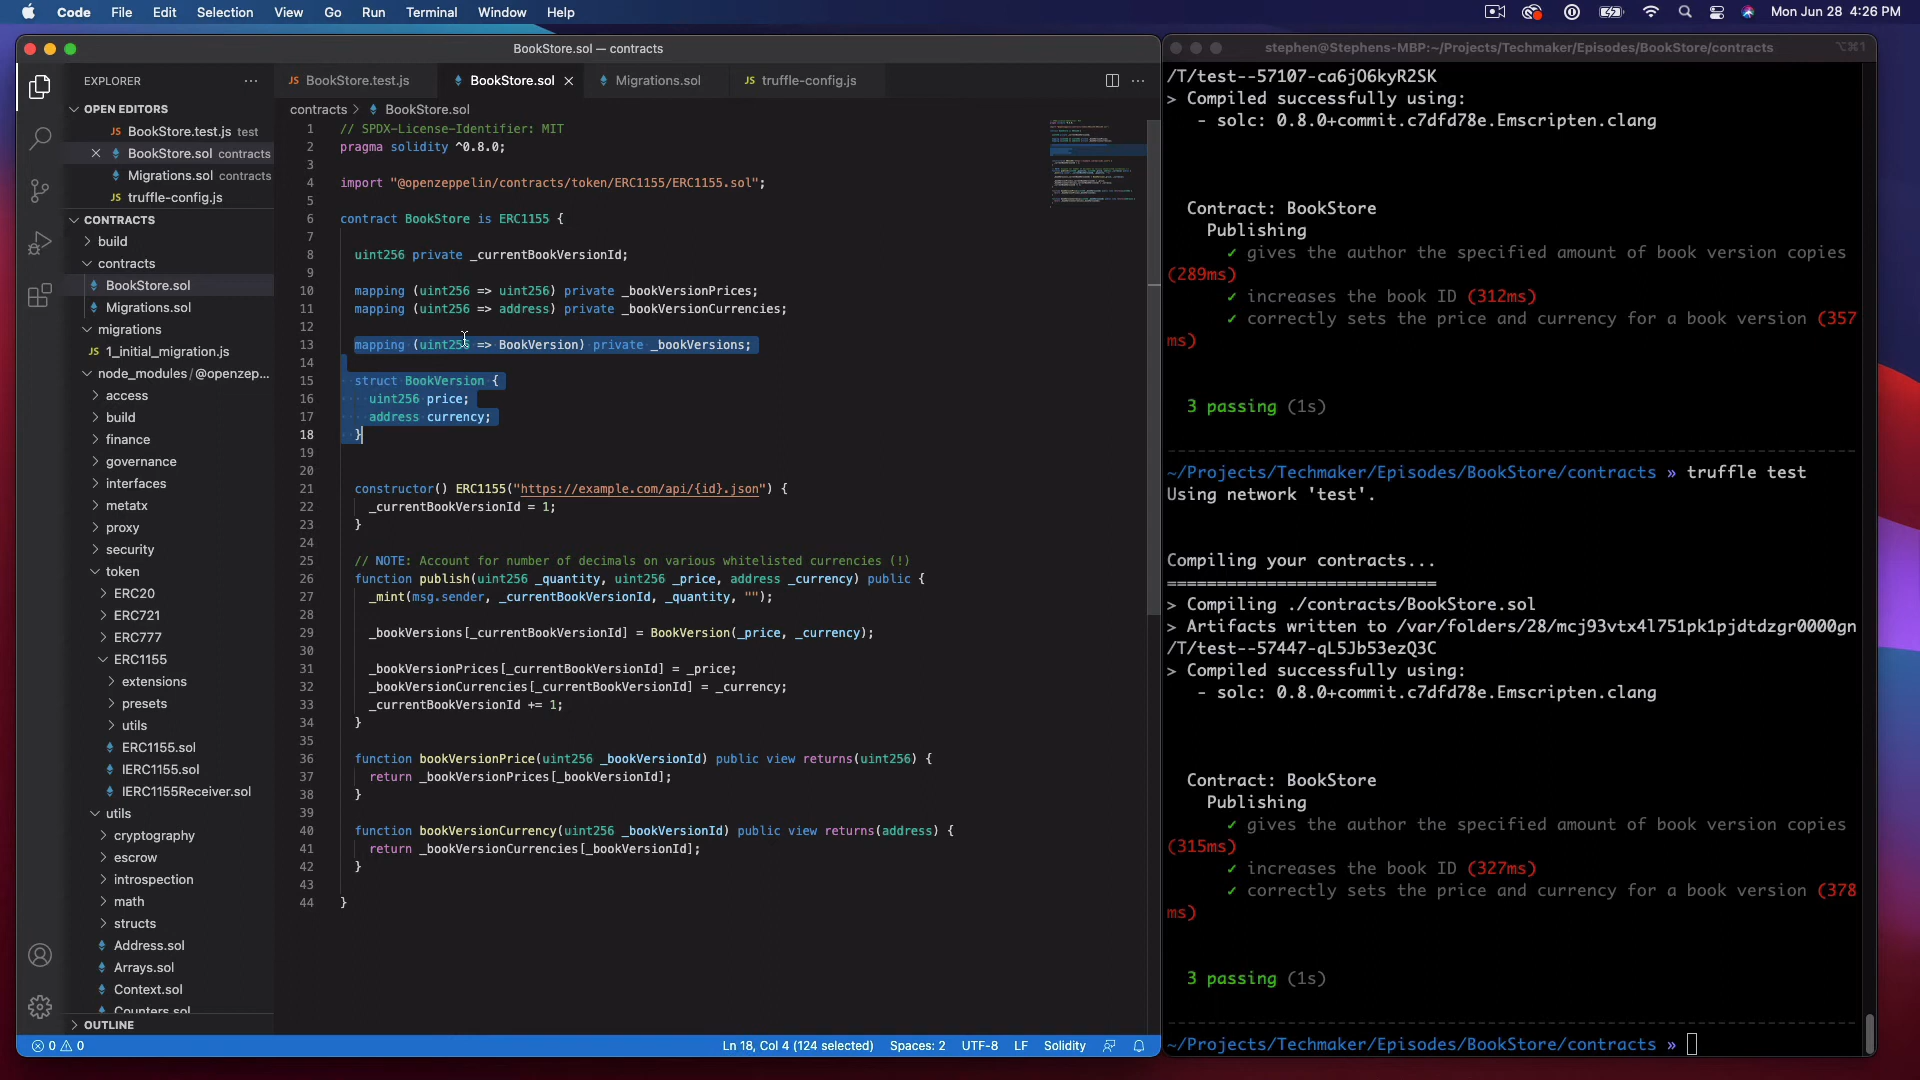 Code File Edit Selection View Go Run Terminal Window Help
Mon Jun 28 4:26 PM
BookStore.sol — contracts
EXPLORER
OPEN EDITORS
BookStore.test.js test
BookStore.sol contracts
Migrations.sol contracts
truffle-config.js
CONTRACTS
build
contracts
BookStore.sol
Migrations.sol
migrations
JS 1_initial_migration.js
node_modules/@openzep...
access
build
finance
governance
interfaces
metatx
proxy
security
token
ERC20
ERC721
ERC777
ERC1155
extensions
presets
utils
ERC1155.sol
IERC1155.sol
IERC1155Receiver.sol
utils
cryptography
escrow
introspection
math
structs
Address.sol
Arrays.sol
Context.sol
Counters.sol
OUTLINE
JS BookStore.test.js BookStore.sol Migrations.sol JS truffle-config.js
contracts > BookStore.sol
1 // SPDX-License-Identifier: MIT
2 pragma solidity ^0.8.0;
3
4 import "@openzeppelin/contracts/token/ERC1155/ERC1155.sol";
5
6 contract BookStore is ERC1155 {
7
8 uint256 private _currentBookVersionId;
9
10 mapping (uint256 => uint256) private _bookVersionPrices;
11 mapping (uint256 => address) private _bookVersionCurrencies;
12
13 mapping (uint256 => BookVersion) private _bookVersions;
14
15 struct BookVersion {
16 uint256 price;
17 address currency;
18 }
19
20
21 constructor() ERC1155("https://example.com/api/{id}.json") {
22 _currentBookVersionId = 1;
23 }
24
25 // NOTE: Account for number of decimals on various whitelisted currencies (!)
26 function publish(uint256 _quantity, uint256 _price, address _currency) public {
27 _mint(msg.sender, _currentBookVersionId, _quantity, "");
28
29 _bookVersions[_currentBookVersionId] = BookVersion(_price, _currency);
30
31 _bookVersionPrices[_currentBookVersionId] = _price;
32 _bookVersionCurrencies[_currentBookVersionId] = _currency;
33 _currentBookVersionId += 1;
34 }
35
36 function bookVersionPrice(uint256 _bookVersionId) public view returns(uint256) {
37 return _bookVersionPrices[_bookVersionId];
38 }
39
40 function bookVersionCurrency(uint256 _bookVersionId) public view returns(address) {
41 return _bookVersionCurrencies[_bookVersionId];
42 }
43
44 }
0 0
Ln 18, Col 4 (124 selected) Spaces: 2 UTF-8 LF Solidity
stephen@Stephens-MBP:~/Projects/Techmaker/Episodes/BookStore/contracts ⌥⌘1
/T/test--57107-ca6jO6kyR2SK
> Compiled successfully using:
- solc: 0.8.0+commit.c7dfd78e.Emscripten.clang
Contract: BookStore
Publishing
✓ gives the author the specified amount of book version copies
(289ms)
✓ increases the book ID (312ms)
✓ correctly sets the price and currency for a book version (357
ms)
3 passing (1s)
~/Projects/Techmaker/Episodes/BookStore/contracts » truffle test
Using network 'test'.
Compiling your contracts...
===========================
> Compiling ./contracts/BookStore.sol
> Artifacts written to /var/folders/28/mcj93vtx4l751pk1pjdtdzgr0000gn
/T/test--57447-qL5Jb53ezQ3C
> Compiled successfully using:
- solc: 0.8.0+commit.c7dfd78e.Emscripten.clang
Contract: BookStore
Publishing
✓ gives the author the specified amount of book version copies
(315ms)
✓ increases the book ID (327ms)
✓ correctly sets the price and currency for a book version (378
ms)
3 passing (1s)
~/Projects/Techmaker/Episodes/BookStore/contracts »